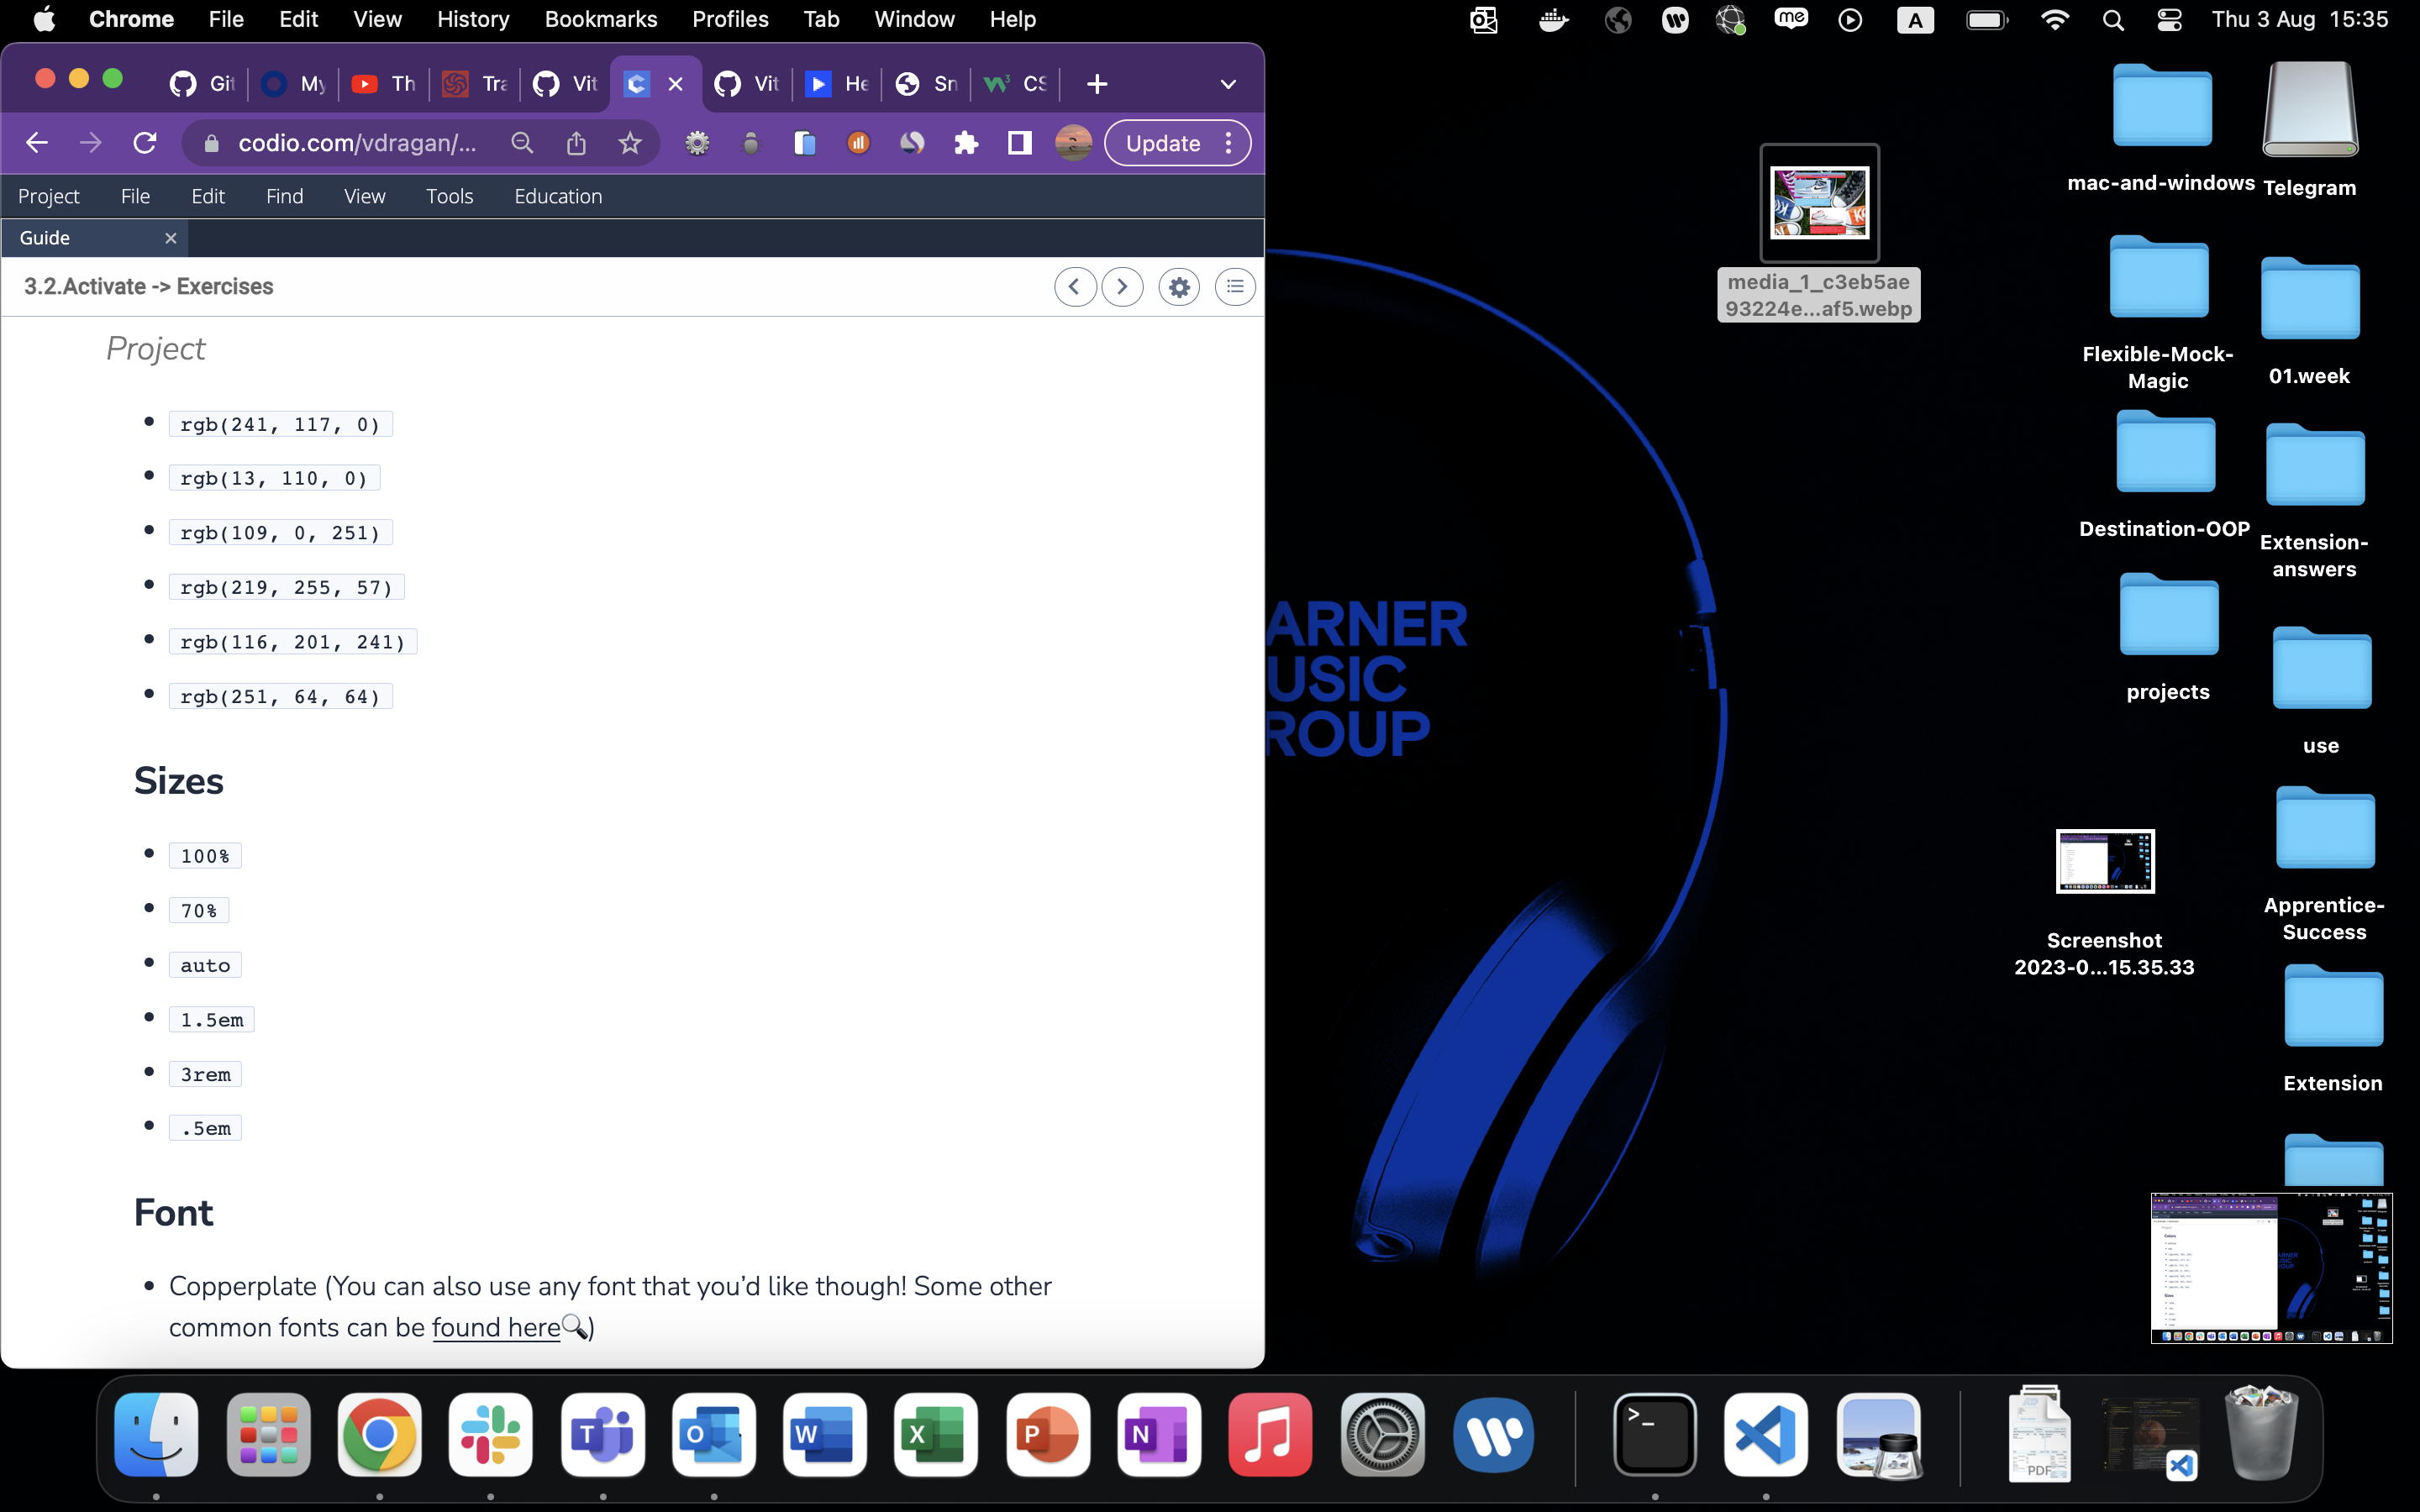 Chrome File Edit View History Bookmarks Profiles Tab Window Help
me
A
Thu 3 Aug 15:35
Git My Th Tra Vit Vit He Sn CS
codio.com/vdragan/...
Update
Project File Edit Find View Tools Education
Guide
3.2.Activate -> Exercises
Project
rgb(241, 117, 0)
rgb(13, 110, 0)
rgb(109, 0, 251)
rgb(219, 255, 57)
rgb(116, 201, 241)
rgb(251, 64, 64)
Sizes
100%
70%
auto
1.5em
3rem
.5em
Font
Copperplate (You can also use any font that you’d like though! Some other
common fonts can be found here🔍)
ARNER
USIC
ROUP
media_1_c3eb5ae
93224e...af5.webp
mac-and-windows
Telegram
Flexible-Mock-
Magic
01.week
Destination-OOP
Extension-
answers
projects
use
Screenshot
2023-0...15.35.33
Apprentice-
Success
Extension
T
O
W
X
P
N
>_
PDF